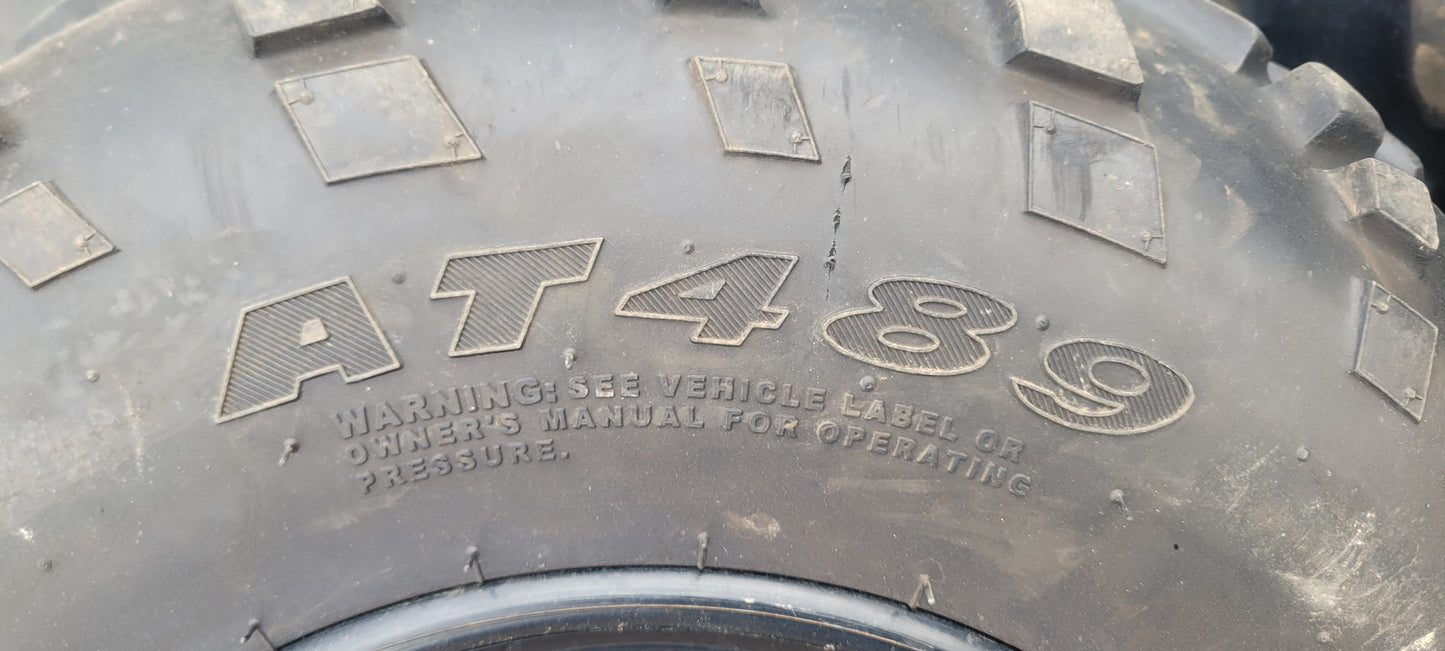 AT489
WARNING: SEE VEHICLE LABEL OR
OWNER'S MANUAL FOR OPERATING
PRESSURE.